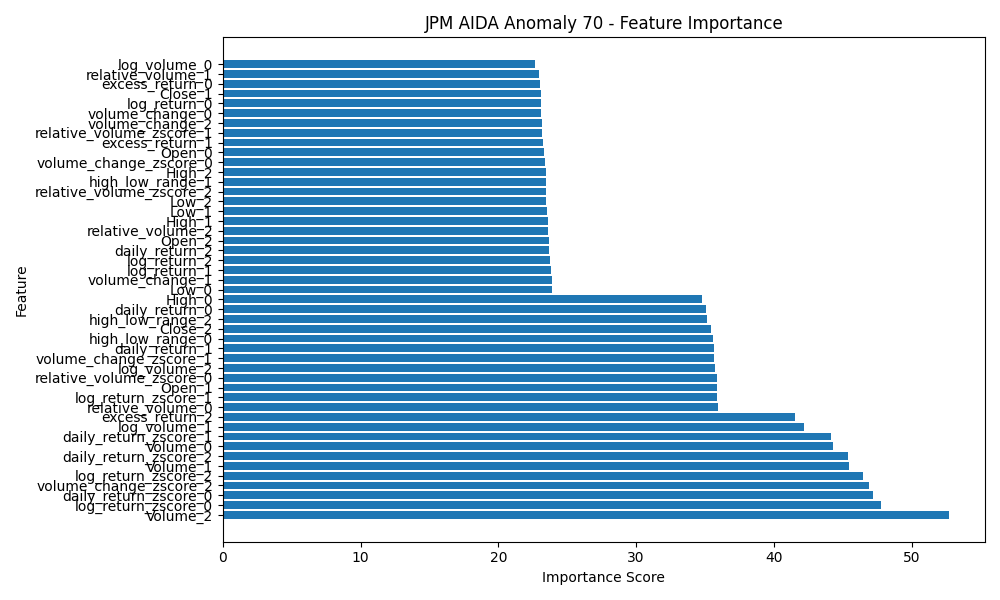 JPM AIDA Anomaly 70 - Feature Importance
Feature
log_volume_0
relative_volume_1
excess_return_0
Close_1
log_return_0
volume_change_0
volume_change_2
relative_volume_zscore_1
excess_return_1
Open_0
volume_change_zscore_0
High_2
high_low_range_1
relative_volume_zscore_2
Low_2
Low_1
High_1
relative_volume_2
Open_2
daily_return_2
log_return_2
log_return_1
volume_change_1
Low_0
High_0
daily_return_0
high_low_range_2
Close_2
high_low_range_0
daily_return_1
volume_change_zscore_1
log_volume_2
relative_volume_zscore_0
Open_1
log_return_zscore_1
relative_volume_0
excess_return_2
log_volume_1
daily_return_zscore_1
Volume_0
daily_return_zscore_2
Volume_1
log_return_zscore_2
volume_change_zscore_2
daily_return_zscore_0
log_return_zscore_0
Volume_2
0 10 20 30 40 50
Importance Score